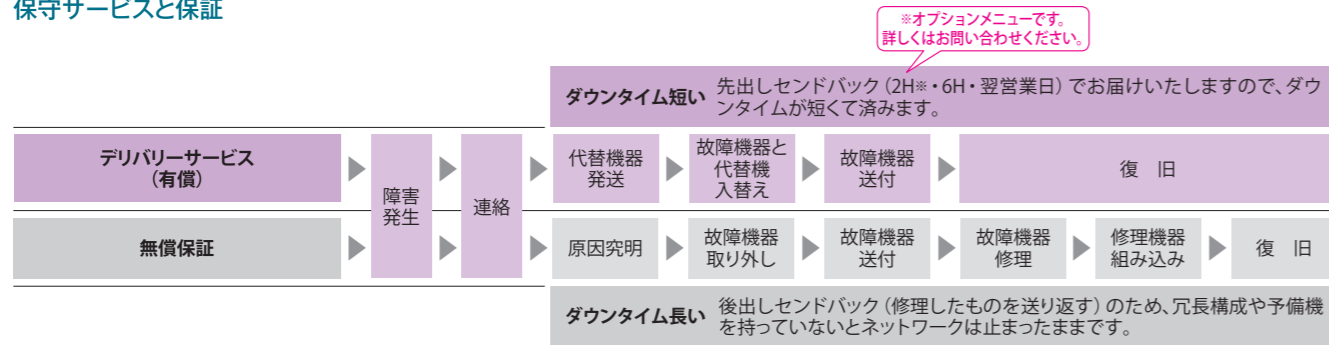 保守サービスと保証
※オプションメニューです。
詳しくはお問い合わせください。
ダウンタイム短い 先出しセンドバック（2H※・6H・翌営業日）でお届けいたしますので、ダウ
ンタイムが短くて済みます。
デリバリーサービス
（有償）
障害
発生
連絡
代替機器
発送
故障機器と
代替機
入替え
故障機器
送付
復　旧
無償保証
原因究明
故障機器
取り外し
故障機器
送付
故障機器
修理
修理機器
組み込み
復　旧
ダウンタイム長い 後出しセンドバック（修理したものを送り返す）のため、冗長構成や予備機
を持っていないとネットワークは止まったままです。